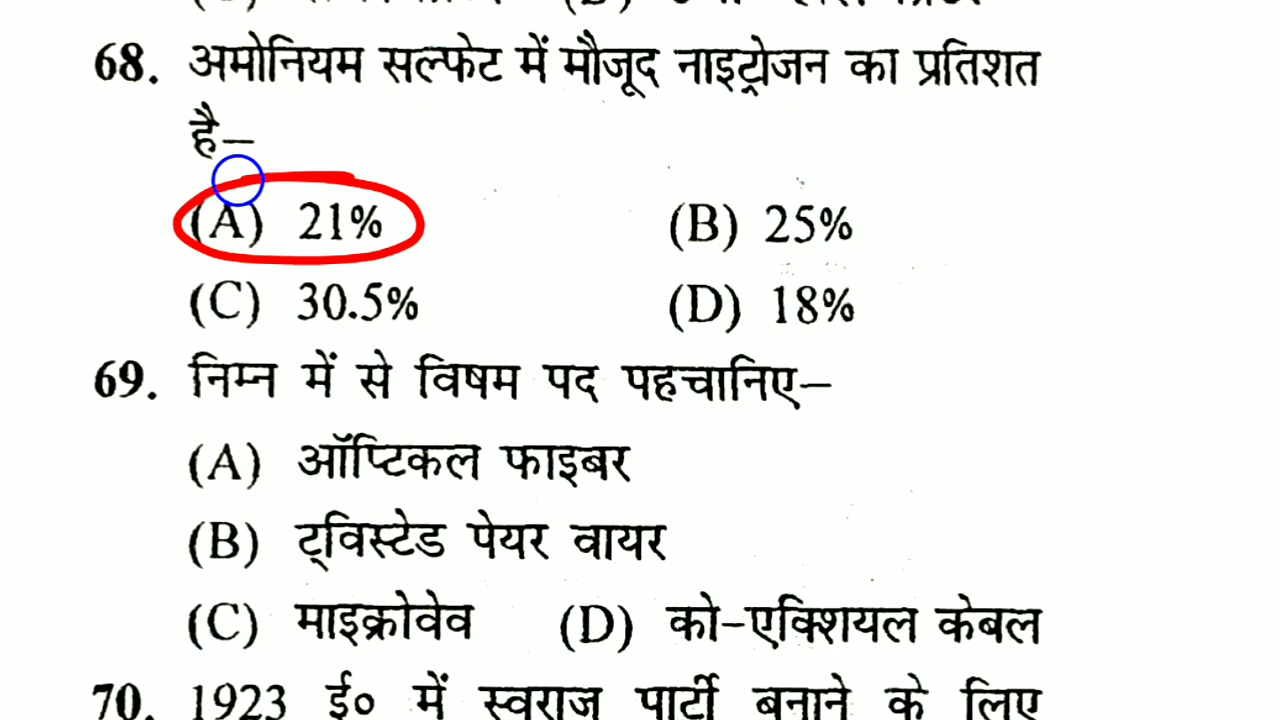 68. अमोनियम सल्फेट में मौजूद नाइट्रोजन का प्रतिशत
है–
(A) 21% (B) 25%
(C) 30.5% (D) 18%
69. निम्न में से विषम पद पहचानिए–
(A) ऑप्टिकल फाइबर
(B) ट्विस्टेड पेयर वायर
(C) माइक्रोवेव (D) को-एक्शियल केबल
70. 1923 ई० में स्वराज पार्टी बनाने के लिए